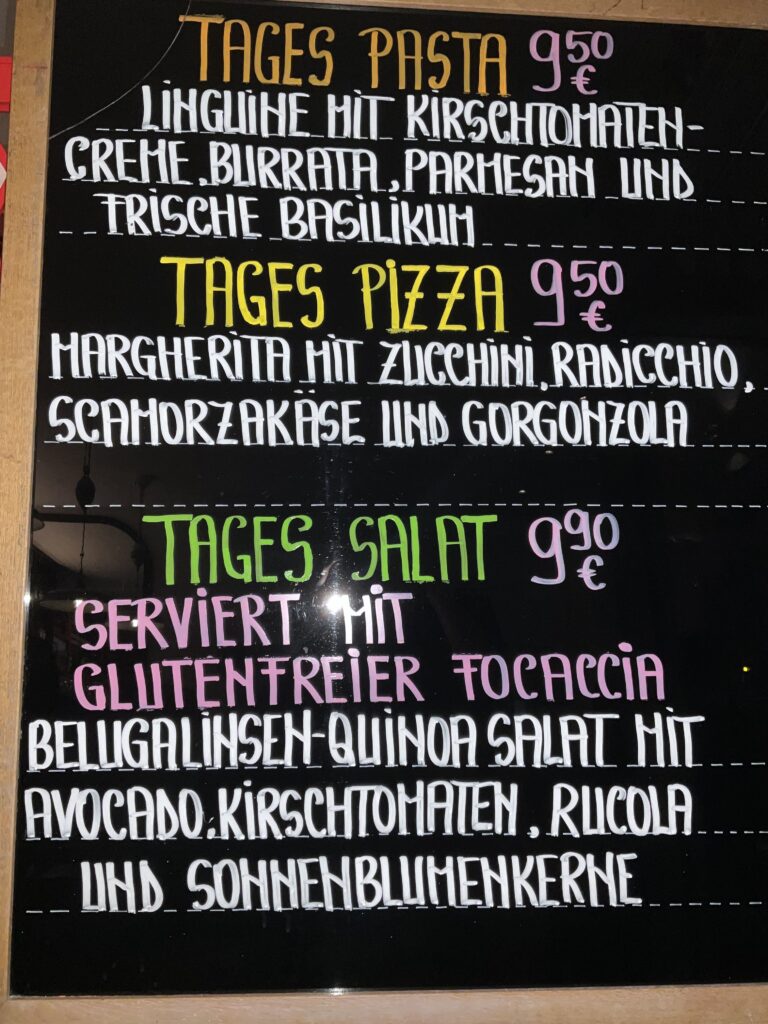 TAGES PASTA 9,50 €
LINGUINE MIT KIRSCHTOMATEN-
CREME, BURRATA, PARMESAN UND
FRISCHE BASILIKUM
TAGES PIZZA 9,50 €
MARGHERITA MIT ZUCCHINI, RADICCHIO,
SCAMORZAKÄSE UND GORGONZOLA
TAGES SALAT 9,90 €
SERVIERT MIT
GLUTENFREIER FOCACCIA
BELUGALINSEN-QUINOA SALAT MIT
AVOCADO, KIRSCHTOMATEN, RUCOLA
UND SONNENBLUMENKERNE